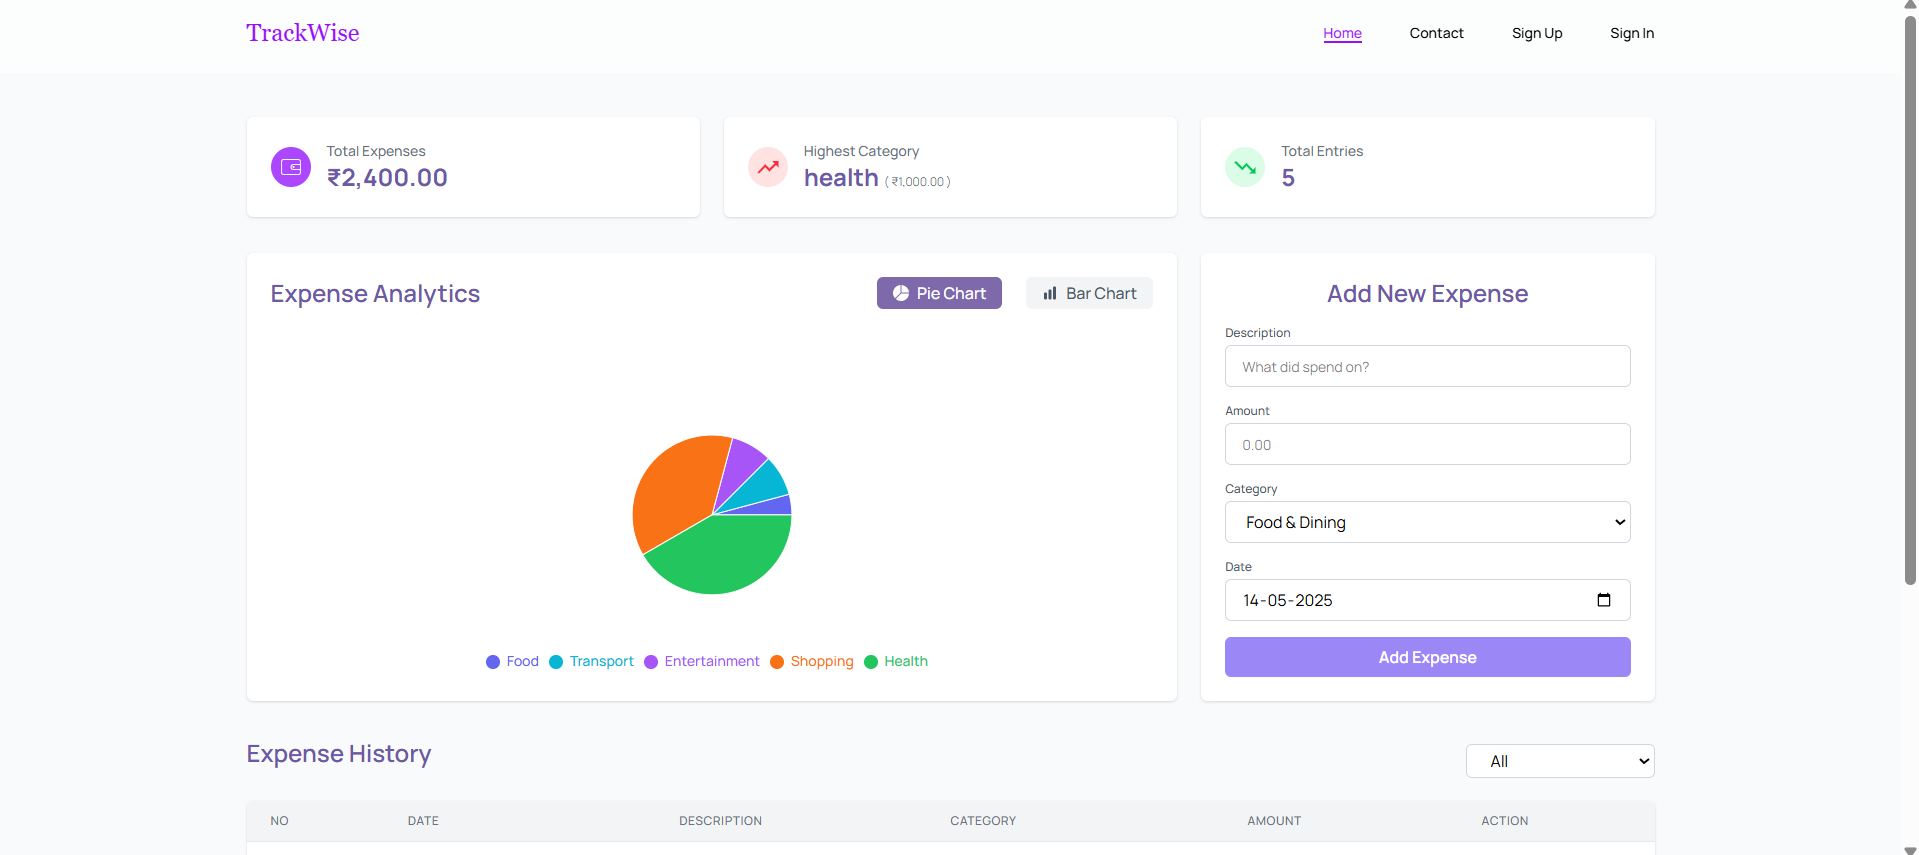 TrackWise
Home Contact Sign Up Sign In
Total Expenses
₹2,400.00
Highest Category
health (₹1,000.00)
Total Entries
5
Expense Analytics
Pie Chart
Bar Chart
Food Transport Entertainment Shopping Health
Add New Expense
Description
What did spend on?
Amount
0.00
Category
Food & Dining
Date
14-05-2025
Add Expense
Expense History
All
NO DATE DESCRIPTION CATEGORY AMOUNT ACTION